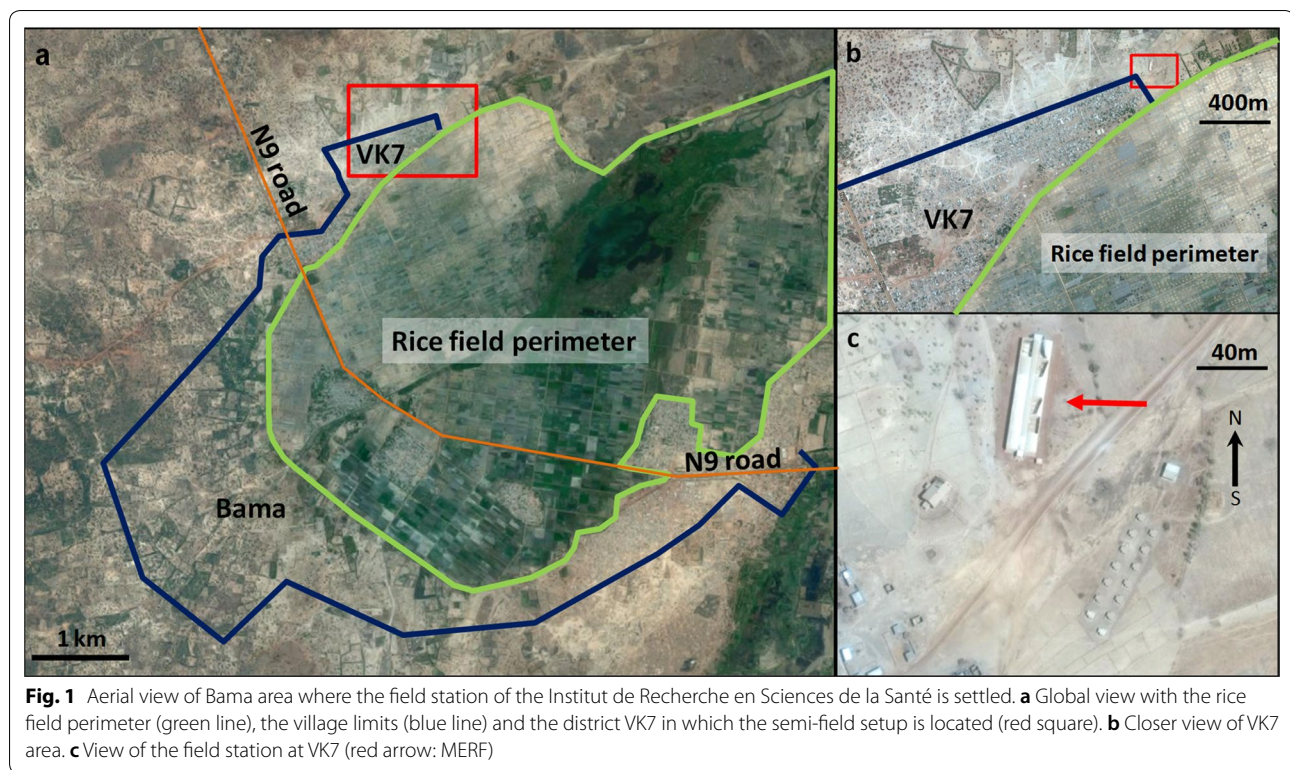 a
N9 road
VK7
Rice field perimeter
N9 road
Bama
1 km
b
400m
VK7
Rice field perimeter
c
40m
N
S
Fig. 1 Aerial view of Bama area where the field station of the Institut de Recherche en Sciences de la Santé is settled. a Global view with the rice
field perimeter (green line), the village limits (blue line) and the district VK7 in which the semi-field setup is located (red square). b Closer view of VK7
area. c View of the field station at VK7 (red arrow: MERF)